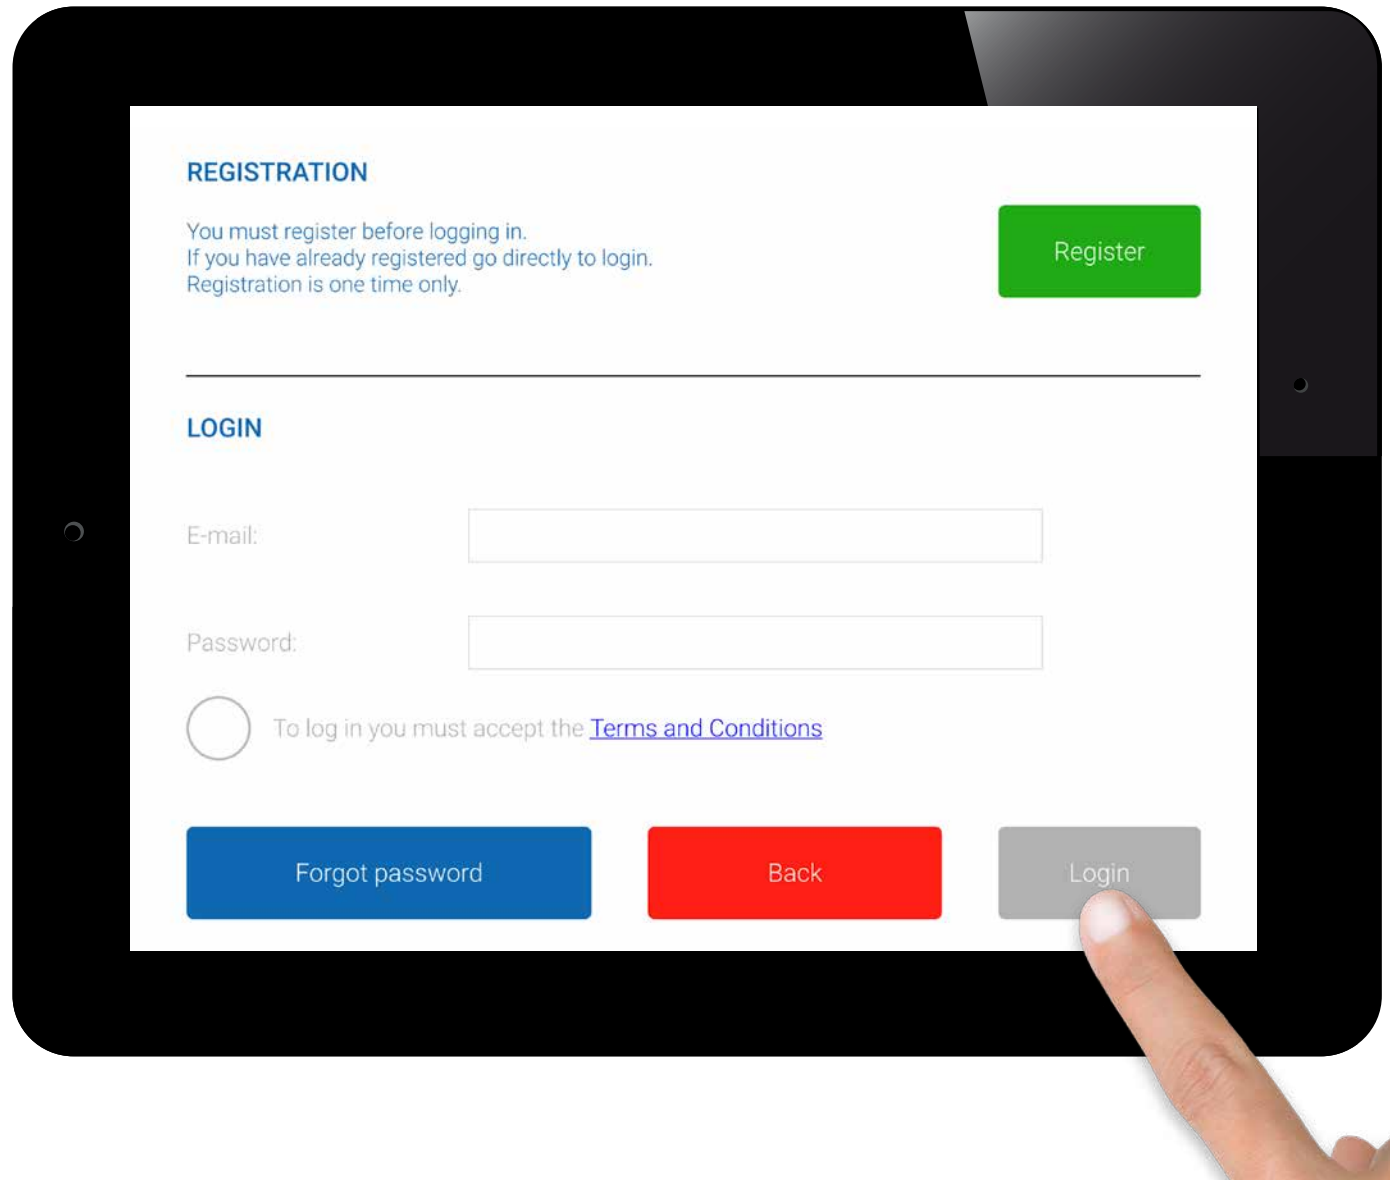 REGISTRATION
You must register before logging in.
If you have already registered go directly to login.
Registration is one time only.
Register
LOGIN
E-mail:
Password:
To log in you must accept the Terms and Conditions
Forgot password
Back
Login